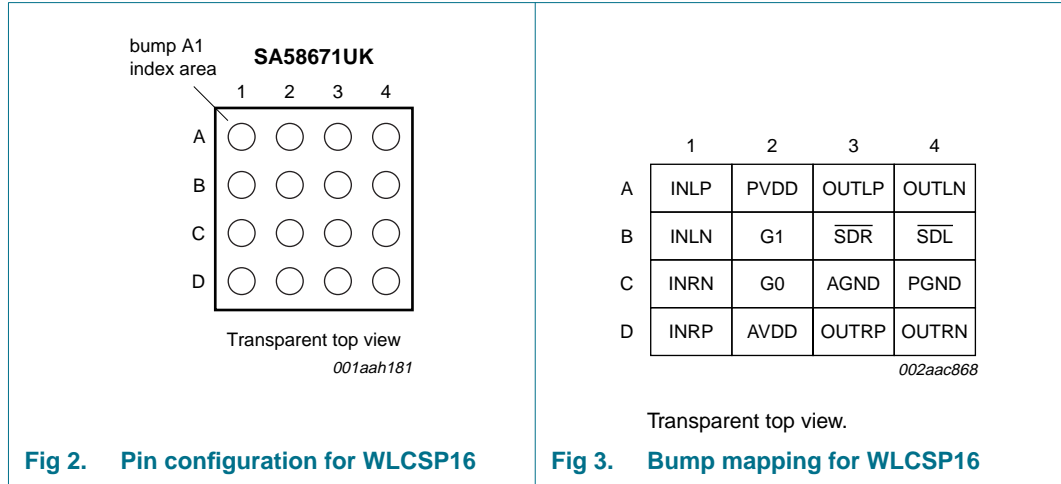 bump A1
index area
SA58671UK
1 2 3 4
A
B
C
D
Transparent top view
001aah181
Fig 2. Pin configuration for WLCSP16
1 2 3 4
A INLP PVDD OUTLP OUTLN
B INLN G1 S̅D̅R̅ S̅D̅L̅
C INRN G0 AGND PGND
D INRP AVDD OUTRP OUTRN
002aac868
Transparent top view.
Fig 3. Bump mapping for WLCSP16